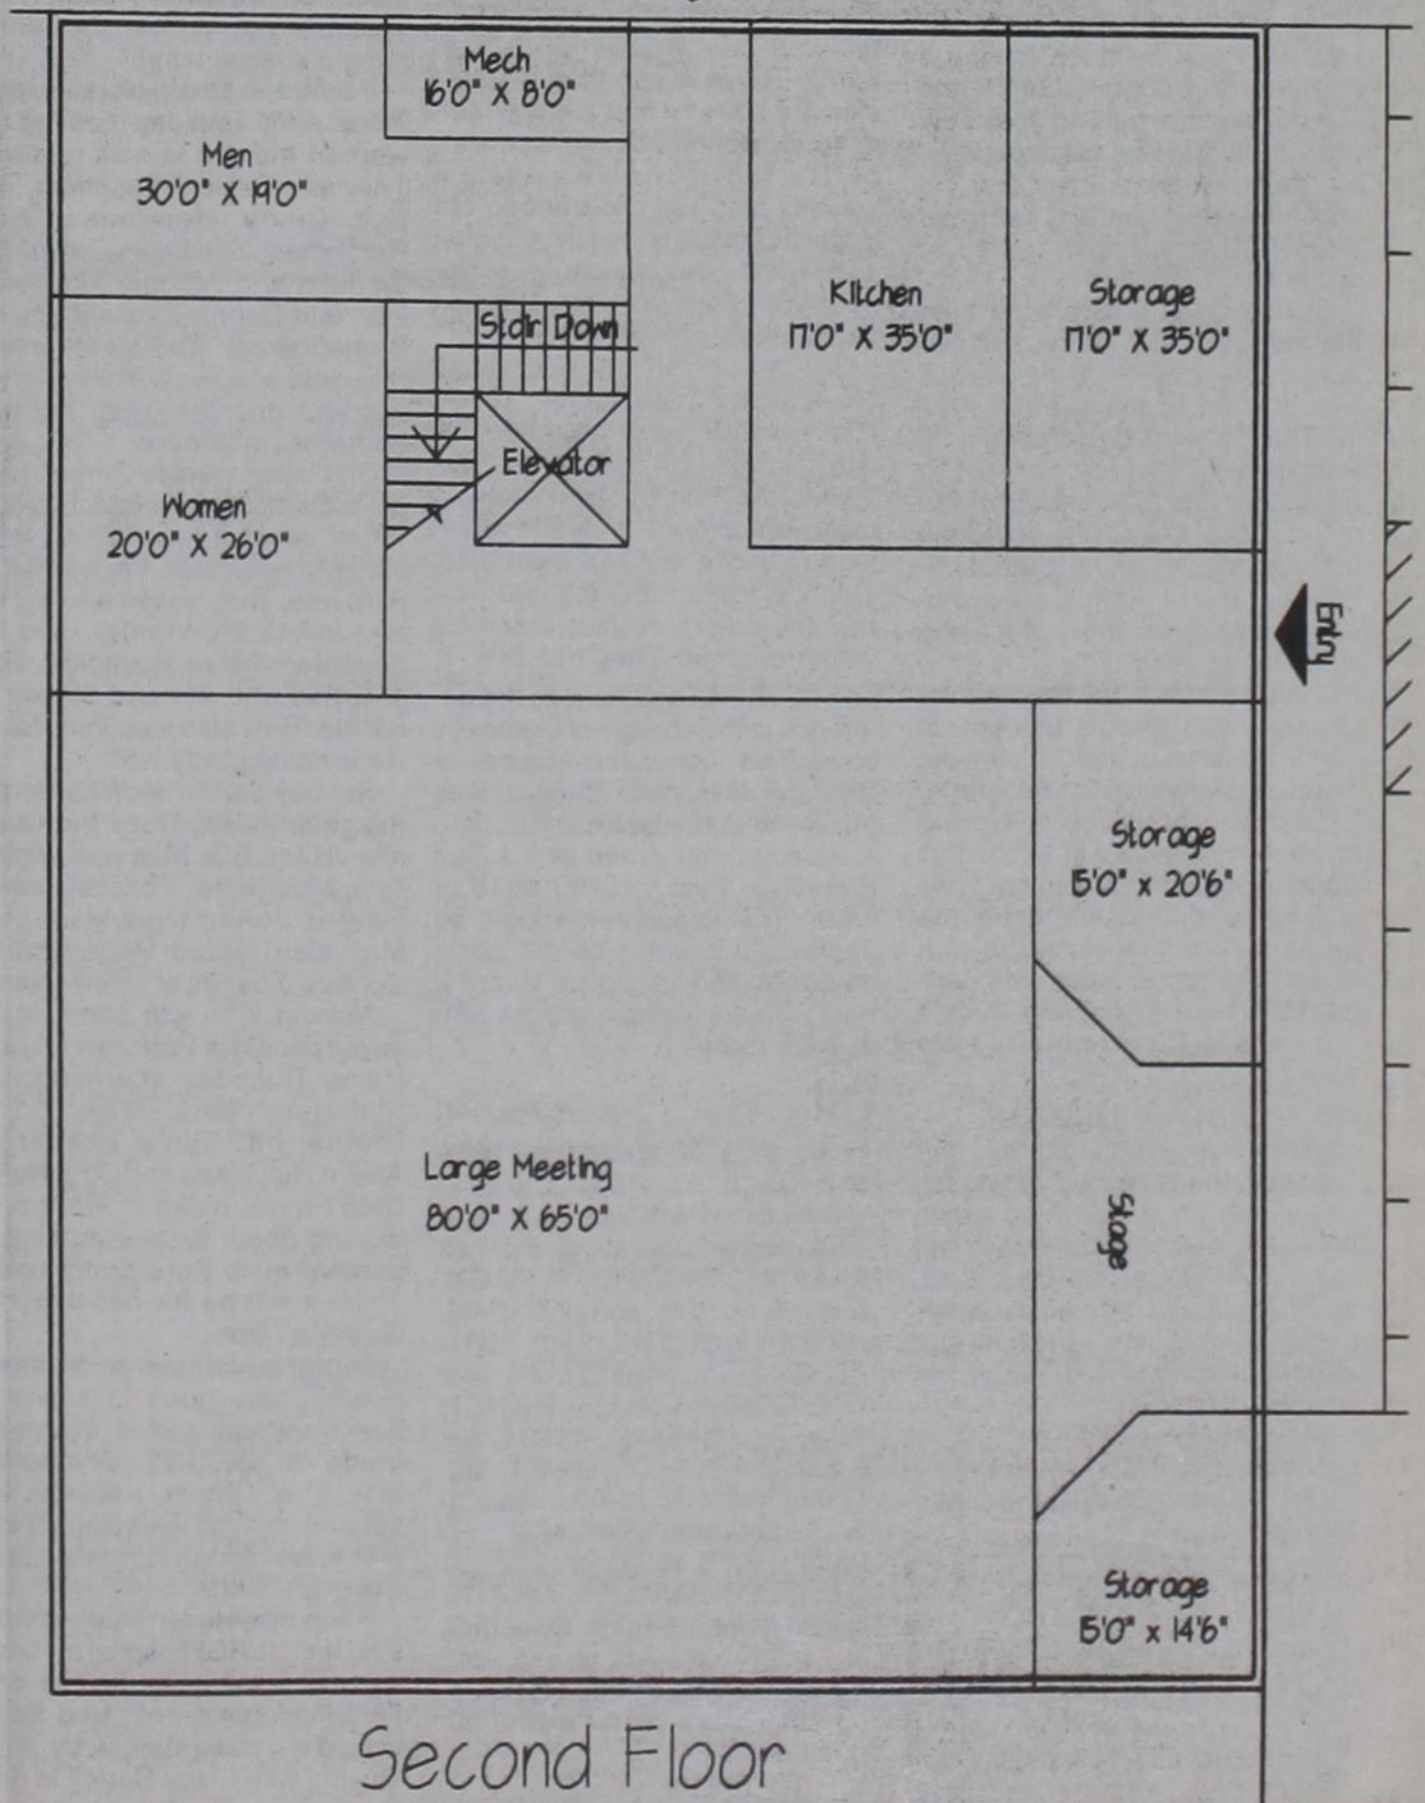 Mech
16'0" X 8'0"
Men
30'0" X 19'0"
Kitchen
17'0" X 35'0"
Storage
17'0" X 35'0"
Stair Down
Elevator
Women
20'0" X 26'0"
Entry
Storage
15'0" x 20'6"
Large Meeting
80'0" X 65'0"
Stage
Storage
15'0" x 14'6"
Second Floor